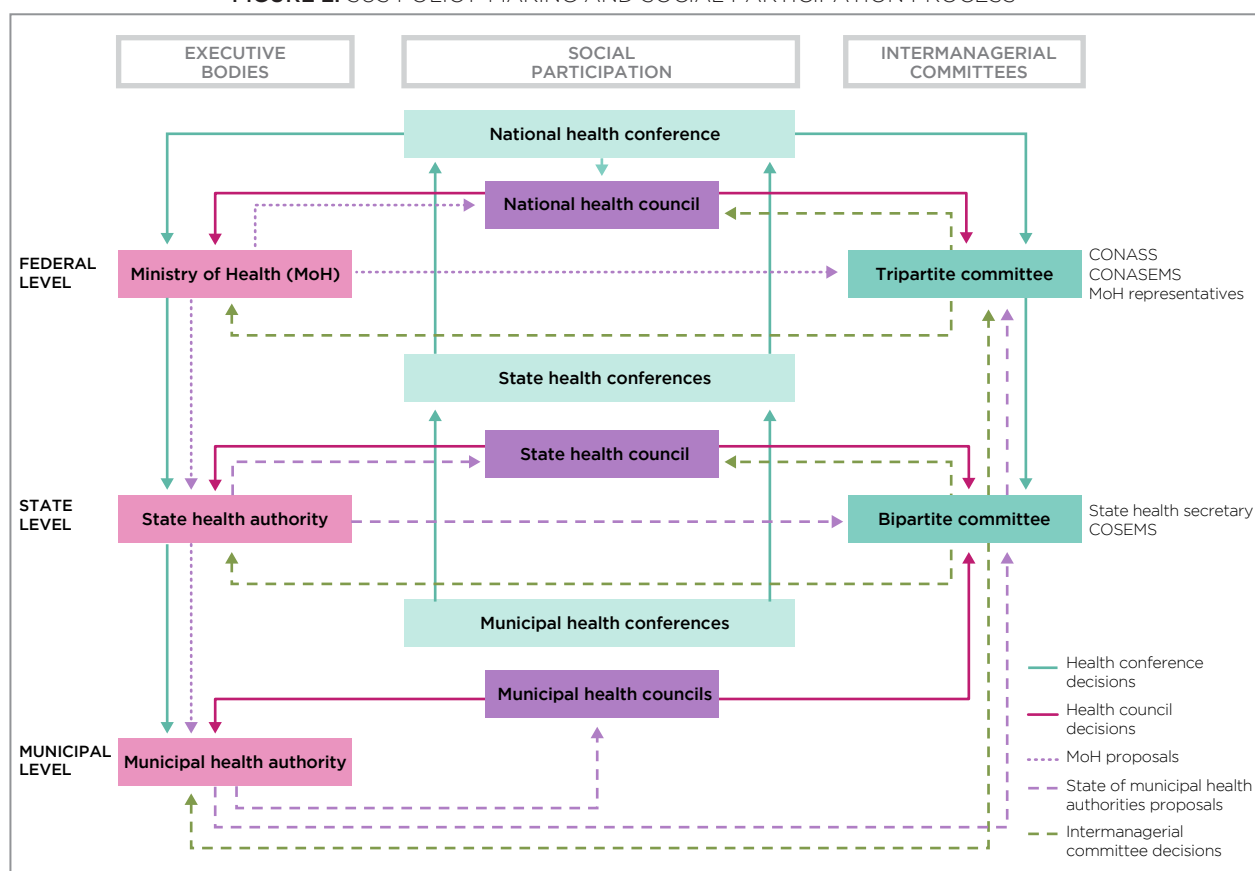 EXECUTIVE
BODIES
SOCIAL
PARTICIPATION
INTERMANAGERIAL
COMMITTEES
National health conference
National health council
FEDERAL
LEVEL
Ministry of Health (MoH)
Tripartite committee
CONASS
CONASEMS
MoH representatives
State health conferences
State health council
STATE
LEVEL
State health authority
Bipartite committee
State health secretary
COSEMS
Municipal health conferences
Municipal health councils
MUNICIPAL
LEVEL
Municipal health authority
Health conference
decisions
Health council
decisions
MoH proposals
State of municipal health
authorities proposals
Intermanagerial
committee decisions